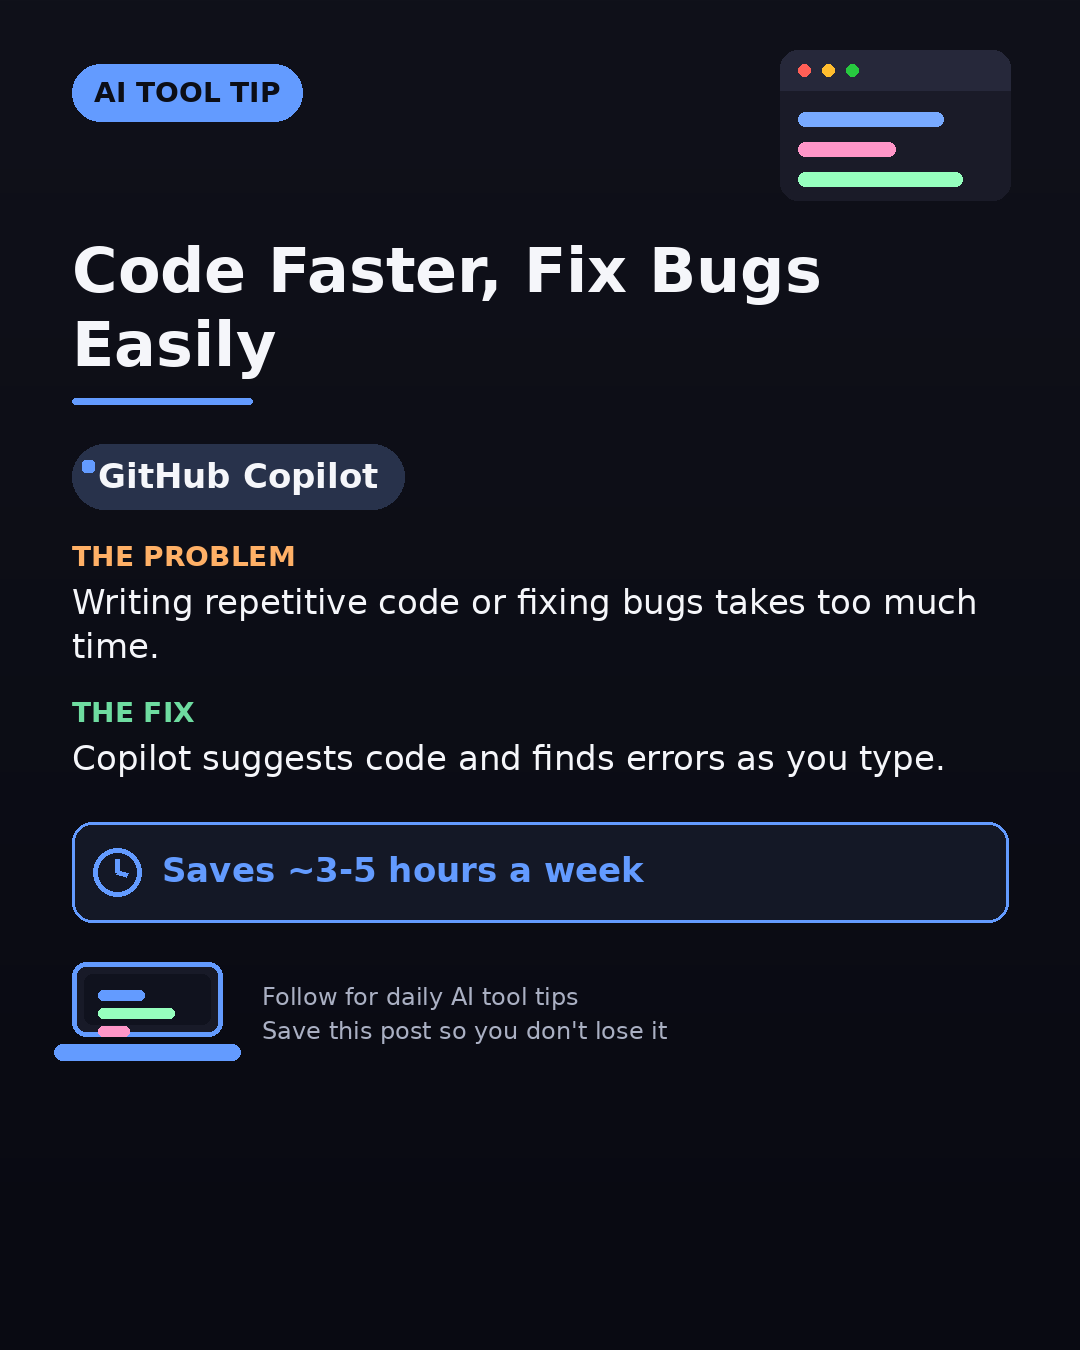 AI TOOL TIP
Code Faster, Fix Bugs
Easily
GitHub Copilot
THE PROBLEM
Writing repetitive code or fixing bugs takes too much
time.
THE FIX
Copilot suggests code and finds errors as you type.
Saves ~3-5 hours a week
Follow for daily AI tool tips
Save this post so you don't lose it